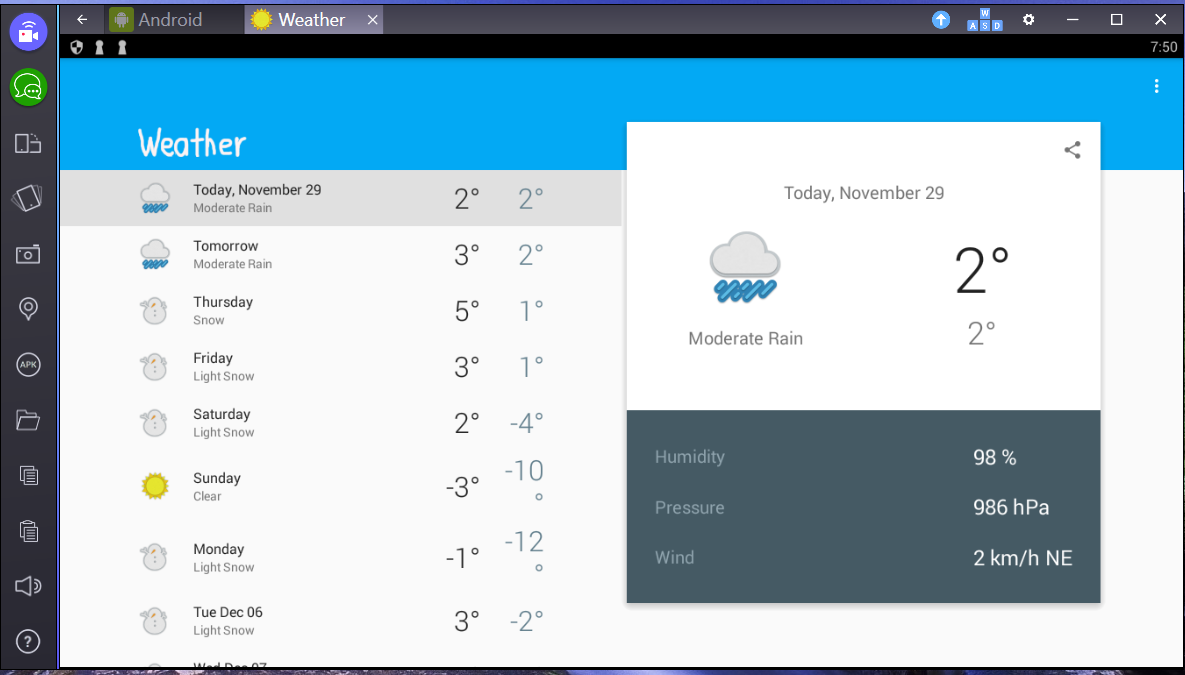 Android
Weather
W
A S D
7:50
Weather
Today, November 29
Moderate Rain
2° 2°
Tomorrow
Moderate Rain
3° 2°
Thursday
Snow
5° 1°
Friday
Light Snow
3° 1°
Saturday
Light Snow
2° -4°
Sunday
Clear
-3° -10
°
Monday
Light Snow
-1° -12
°
Tue Dec 06
Light Snow
3° -2°
Wed Dec 07
Today, November 29
2°
2°
Moderate Rain
Humidity 98 %
Pressure 986 hPa
Wind 2 km/h NE
APK
?